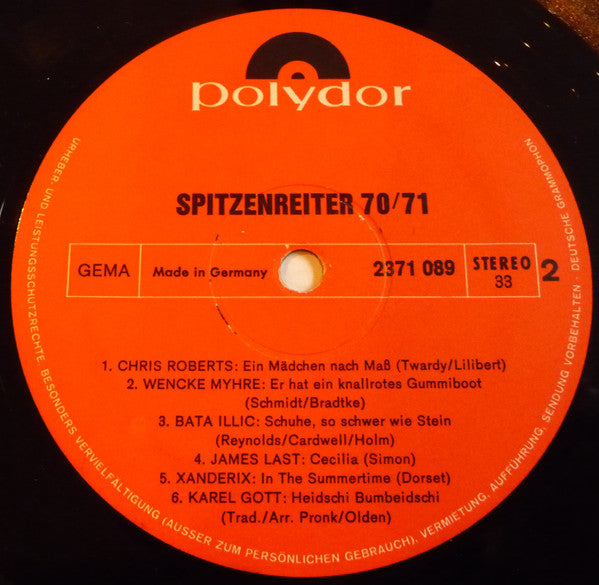 polydor
SPITZENREITER 70/71
GEMA
Made in Germany
2371 089
STEREO
33
2
1. CHRIS ROBERTS: Ein Mädchen nach Maß (Twardy/Lilibert)
2. WENCKE MYHRE: Er hat ein knallrotes Gummiboot
(Schmidt/Bradtke)
3. BATA ILLIC: Schuhe, so schwer wie Stein
(Reynolds/Cardwell/Holm)
4. JAMES LAST: Cecilia (Simon)
5. XANDERIX: In The Summertime (Dorset)
6. KAREL GOTT: Heidschi Bumbeidschi
(Trad./Arr. Pronk/Olden)
URHEBER- UND LEISTUNGSSCHUTZRECHTE, BESONDERS VERVIELFÄLTIGUNG (AUSSER ZUM PERSÖNLICHEN GEBRAUCH), VERMIETUNG, AUFFÜHRUNG, SENDUNG VORBEHALTEN · DEUTSCHE GRAMMOPHON